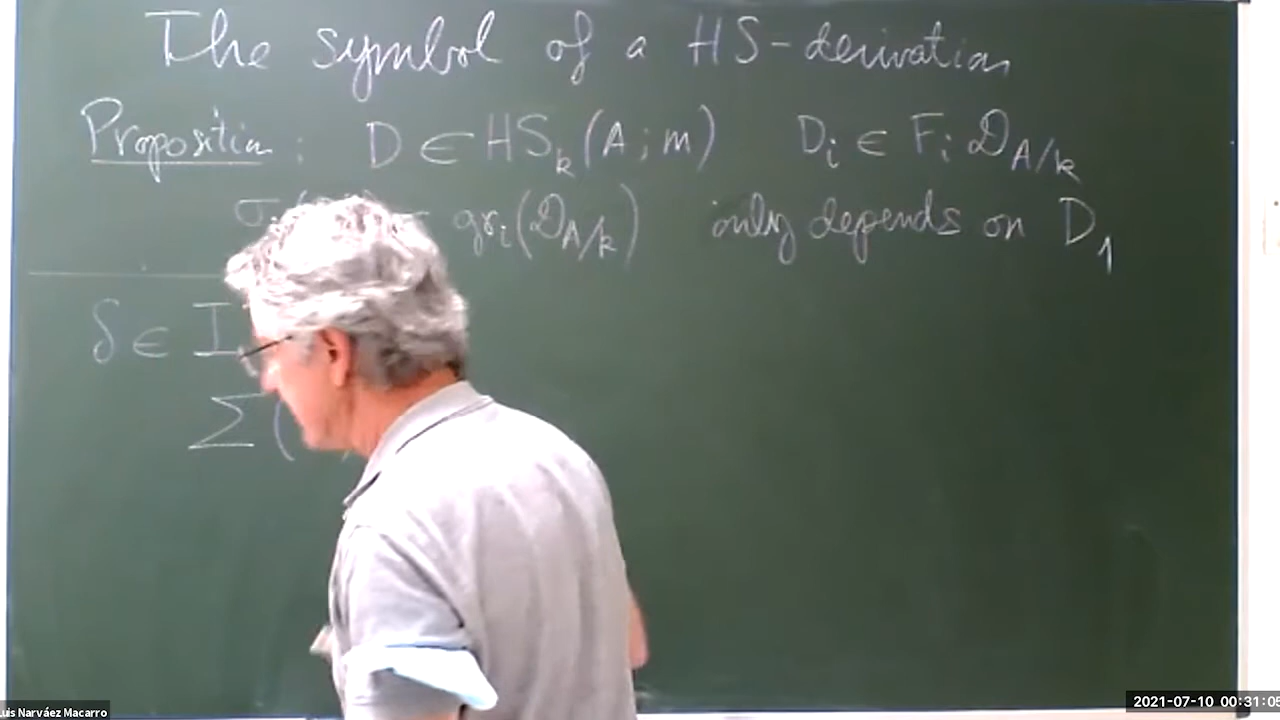 The symbol of a HS-derivation
Proposition : D ∈ HS_k(A; m) D_i ∈ F_i 𝒟_{A/k}
σ gr_i(𝒟_{A/k}) only depends on D_1
δ ∈ I
Σ (
Luis Narváez Macarro
2021-07-10 00:31:05